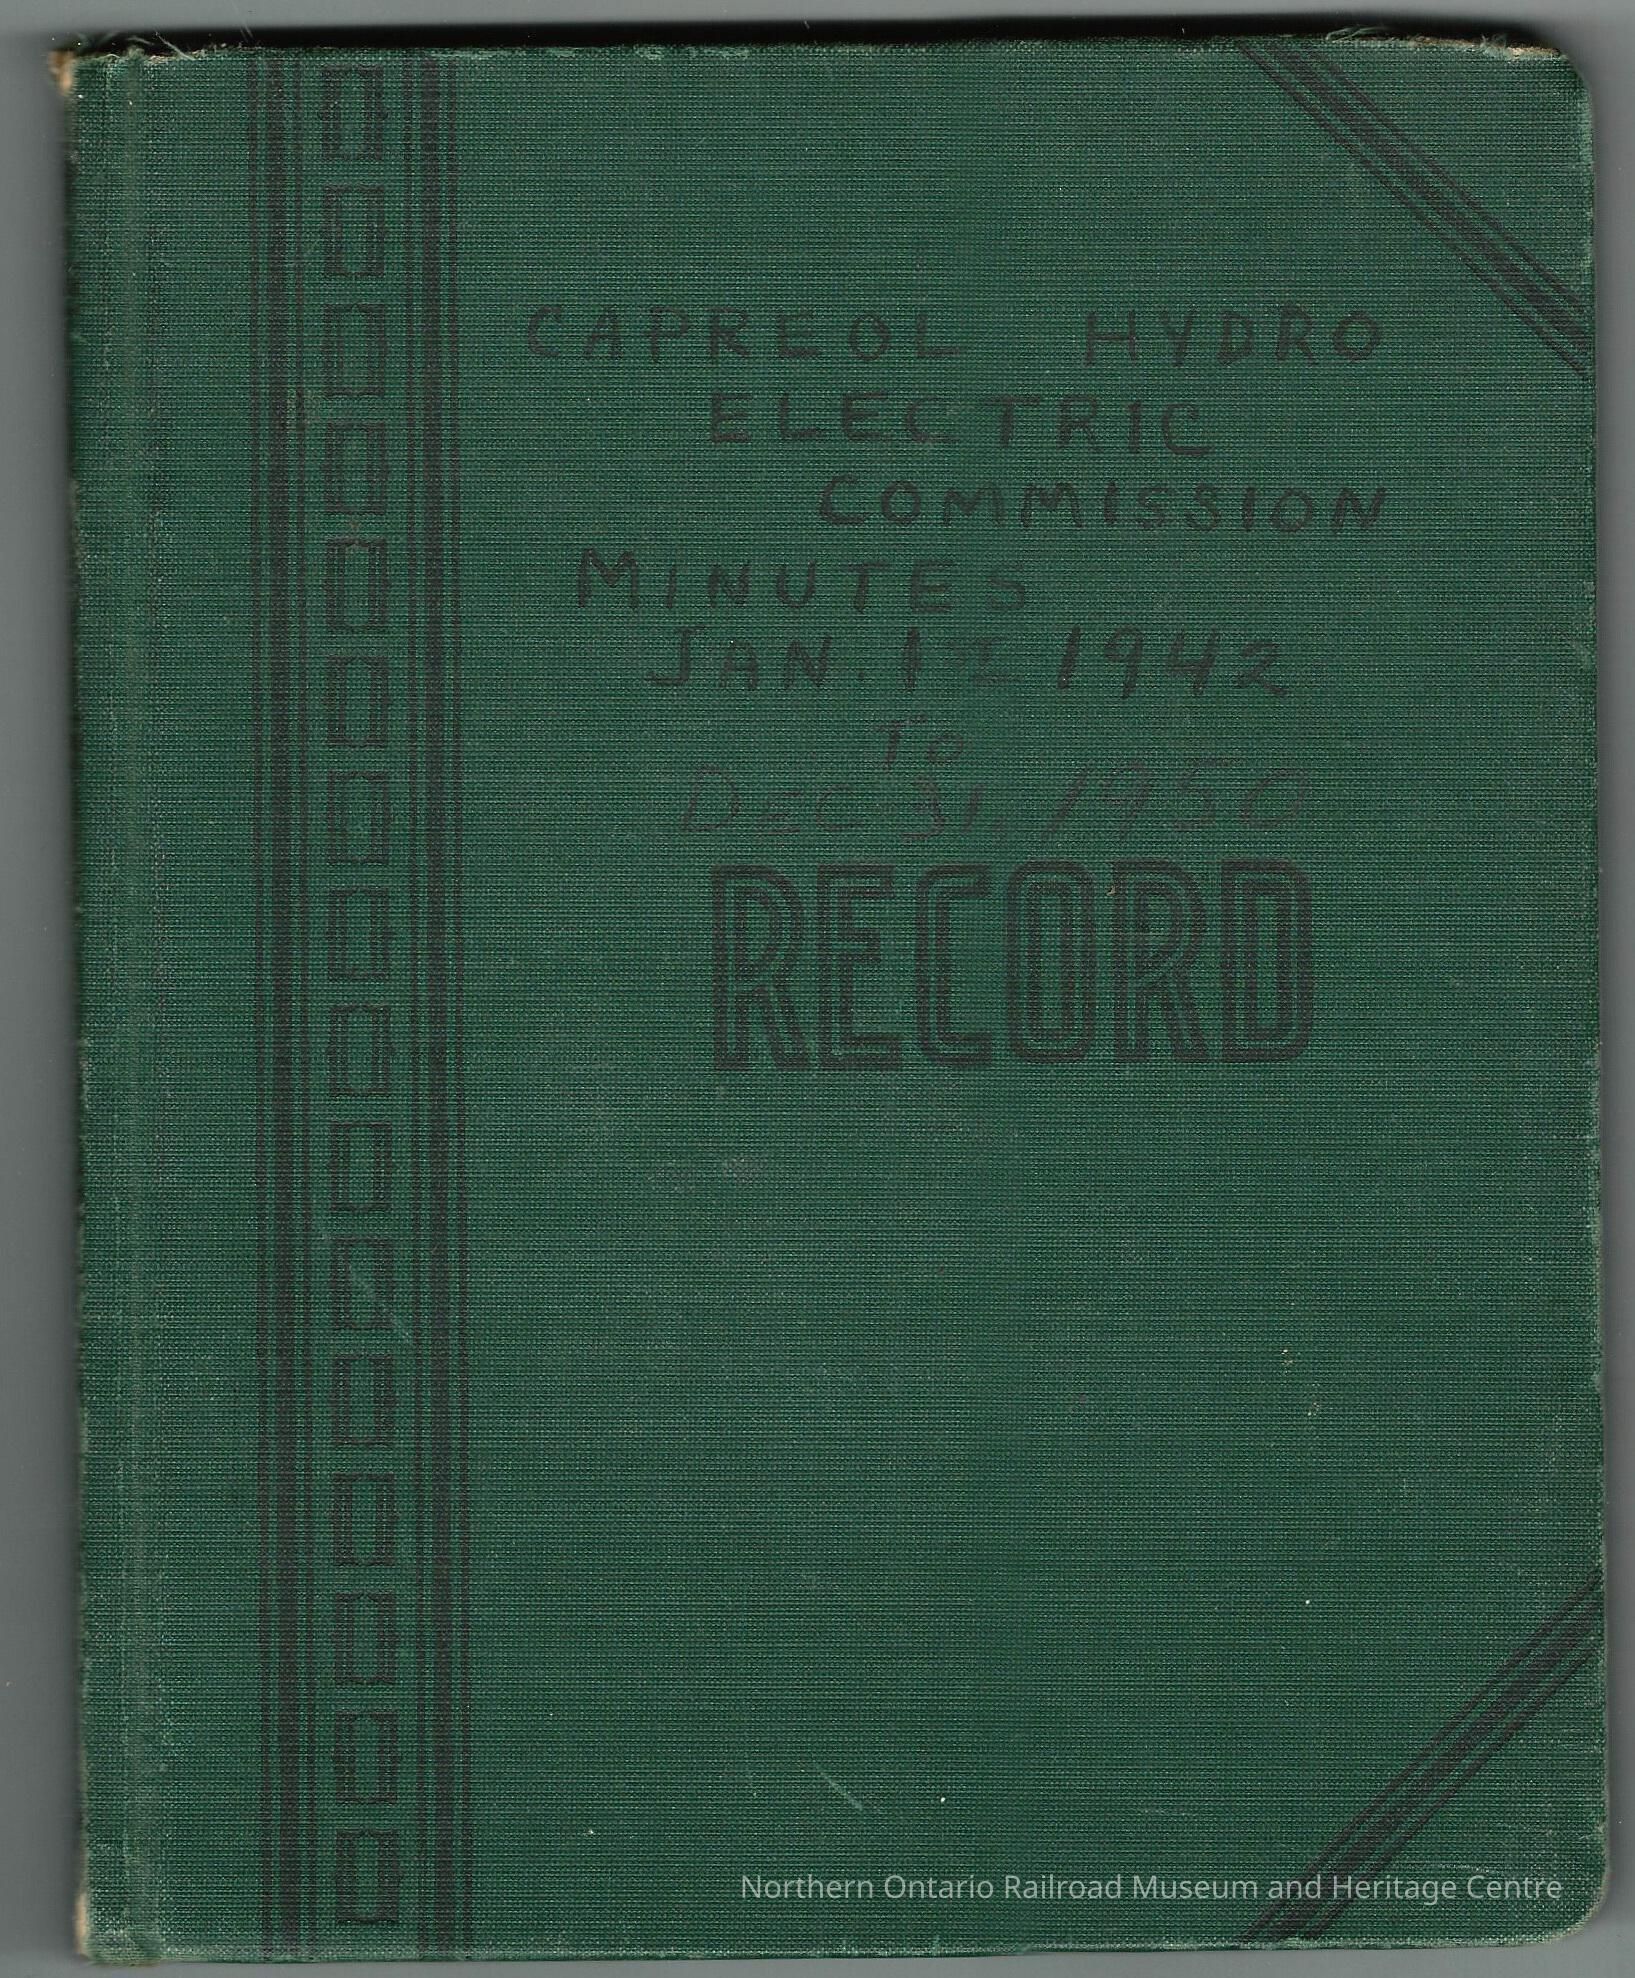 CAPREOL HYDRO
ELECTRIC
COMMISSION
MINUTES
JAN. 1st 1942
TO
DEC 31, 1950
RECORD
Northern Ontario Railroad Museum and Heritage Centre